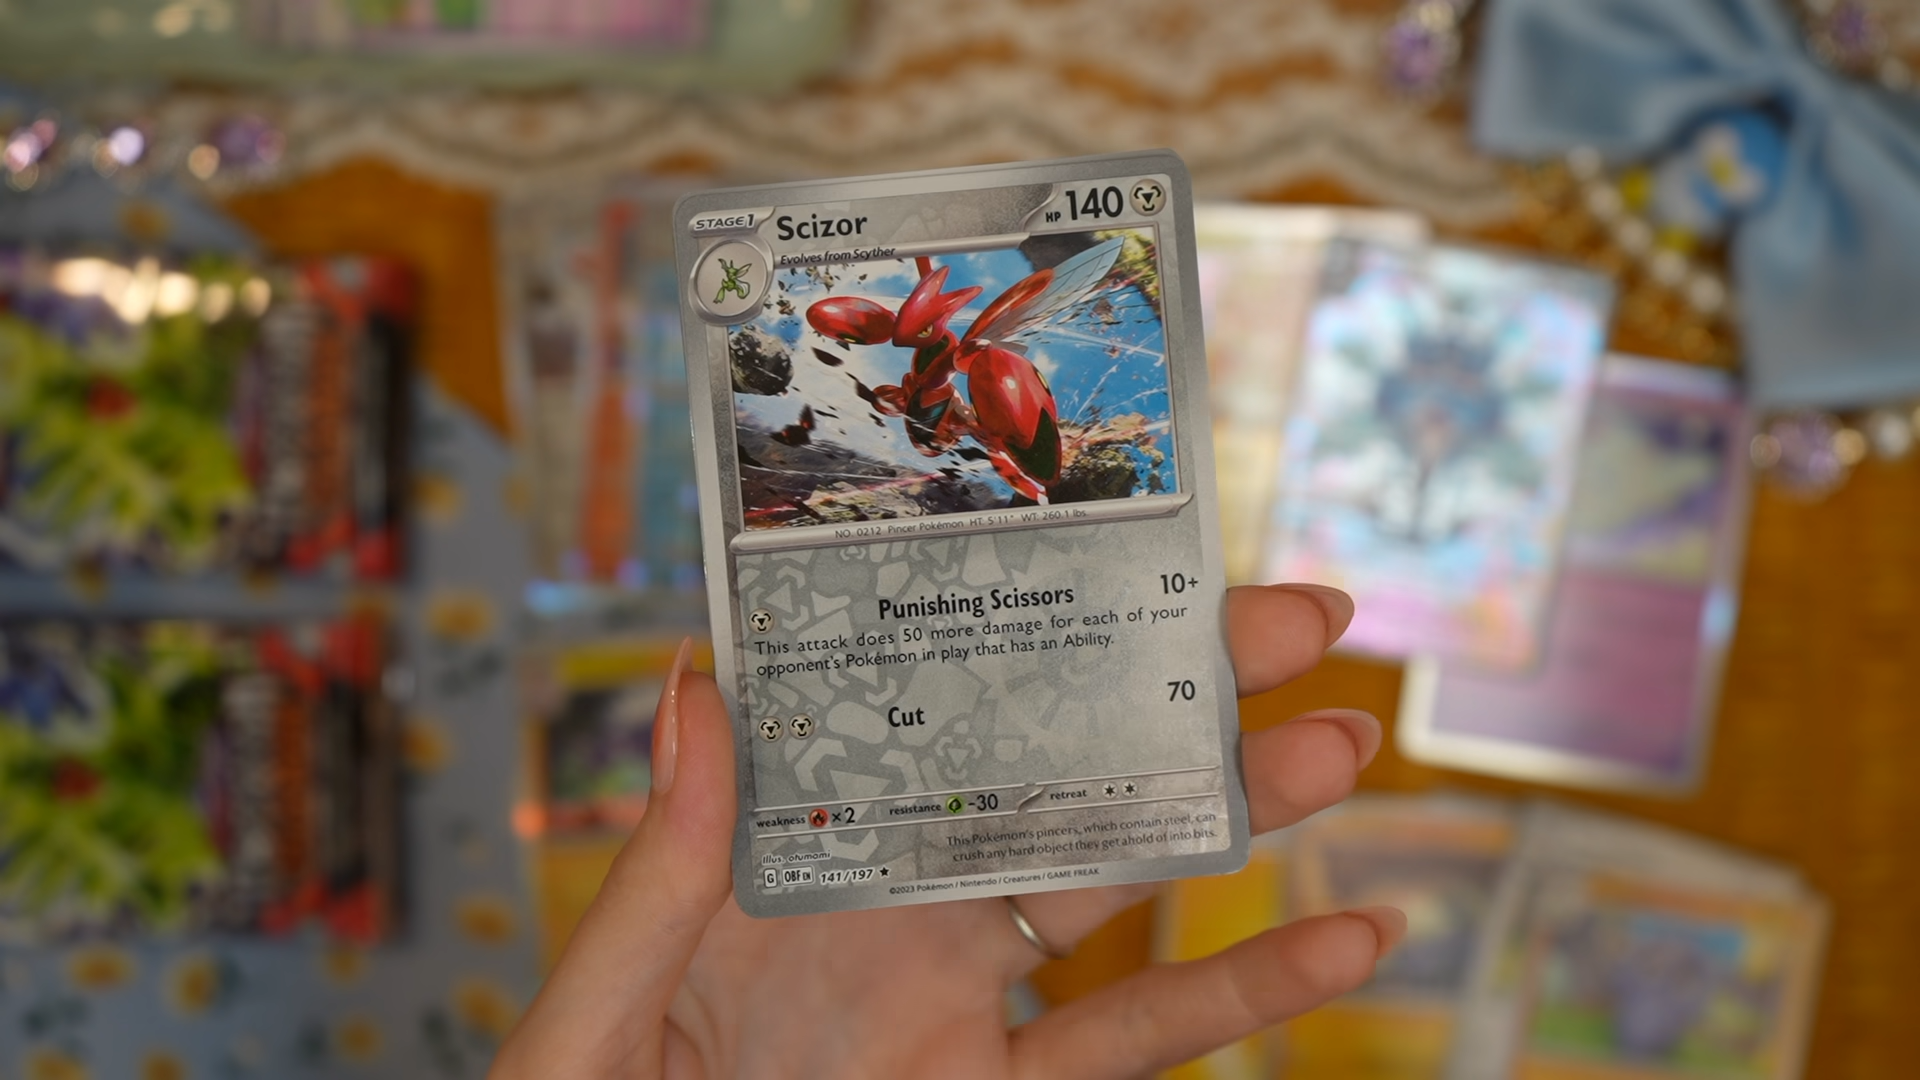 STAGE 1 Scizor HP 140
Evolves from Scyther
NO. 0212 Pincer Pokémon HT: 5'11" WT: 260.1 lbs.
Punishing Scissors 10+
This attack does 50 more damage for each of your
opponent's Pokémon in play that has an Ability.
Cut 70
weakness ×2 resistance -30 retreat
This Pokémon's pincers, which contain steel, can
crush any hard object they get ahold of into bits.
Illus. otumami
G OBF EN 141/197 ★
©2023 Pokémon / Nintendo / Creatures / GAME FREAK